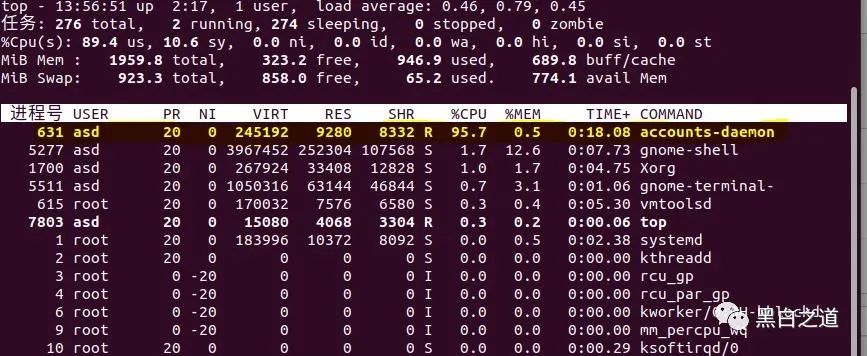 top - 13:56:51 up  2:17,  1 user,  load average: 0.46, 0.79, 0.45
任务: 276 total,   2 running, 274 sleeping,   0 stopped,   0 zombie
%Cpu(s): 89.4 us, 10.6 sy,  0.0 ni,  0.0 id,  0.0 wa,  0.0 hi,  0.0 si,  0.0 st
MiB Mem :   1959.8 total,    323.2 free,    946.9 used,    689.8 buff/cache
MiB Swap:    923.3 total,    858.0 free,     65.2 used.    774.1 avail Mem
进程号 USER      PR  NI    VIRT    RES    SHR    %CPU  %MEM     TIME+ COMMAND
631 asd       20   0  245192   9280   8332 R  95.7   0.5   0:18.08 accounts-daemon
5277 asd       20   0 3967452 252304 107568 S   1.7  12.6   0:07.73 gnome-shell
1700 asd       20   0  267924  33408  12828 S   1.0   1.7   0:04.75 Xorg
5511 asd       20   0 1050316  63144  46844 S   0.7   3.1   0:01.06 gnome-terminal-
615 root      20   0  170032   7576   6580 S   0.3   0.4   0:05.30 vmtoolsd
7803 asd       20   0   15080   4068   3304 R   0.3   0.2   0:00.06 top
1 root      20   0  183996  10372   8092 S   0.0   0.5   0:02.38 systemd
2 root      20   0       0      0      0 S   0.0   0.0   0:00.00 kthreadd
3 root       0 -20       0      0      0 I   0.0   0.0   0:00.00 rcu_gp
4 root       0 -20       0      0      0 I   0.0   0.0   0:00.00 rcu_par_gp
6 root       0 -20       0      0      0 I   0.0   0.0   0:00.00
9 root       0 -20       0      0      0 I   0.0   0.0   0:00.00 mm_percpu_wq
10 root      20   0       0      0      0 S   0.0   0.0   0:00.29 ksoftirqd/0
黑白之道